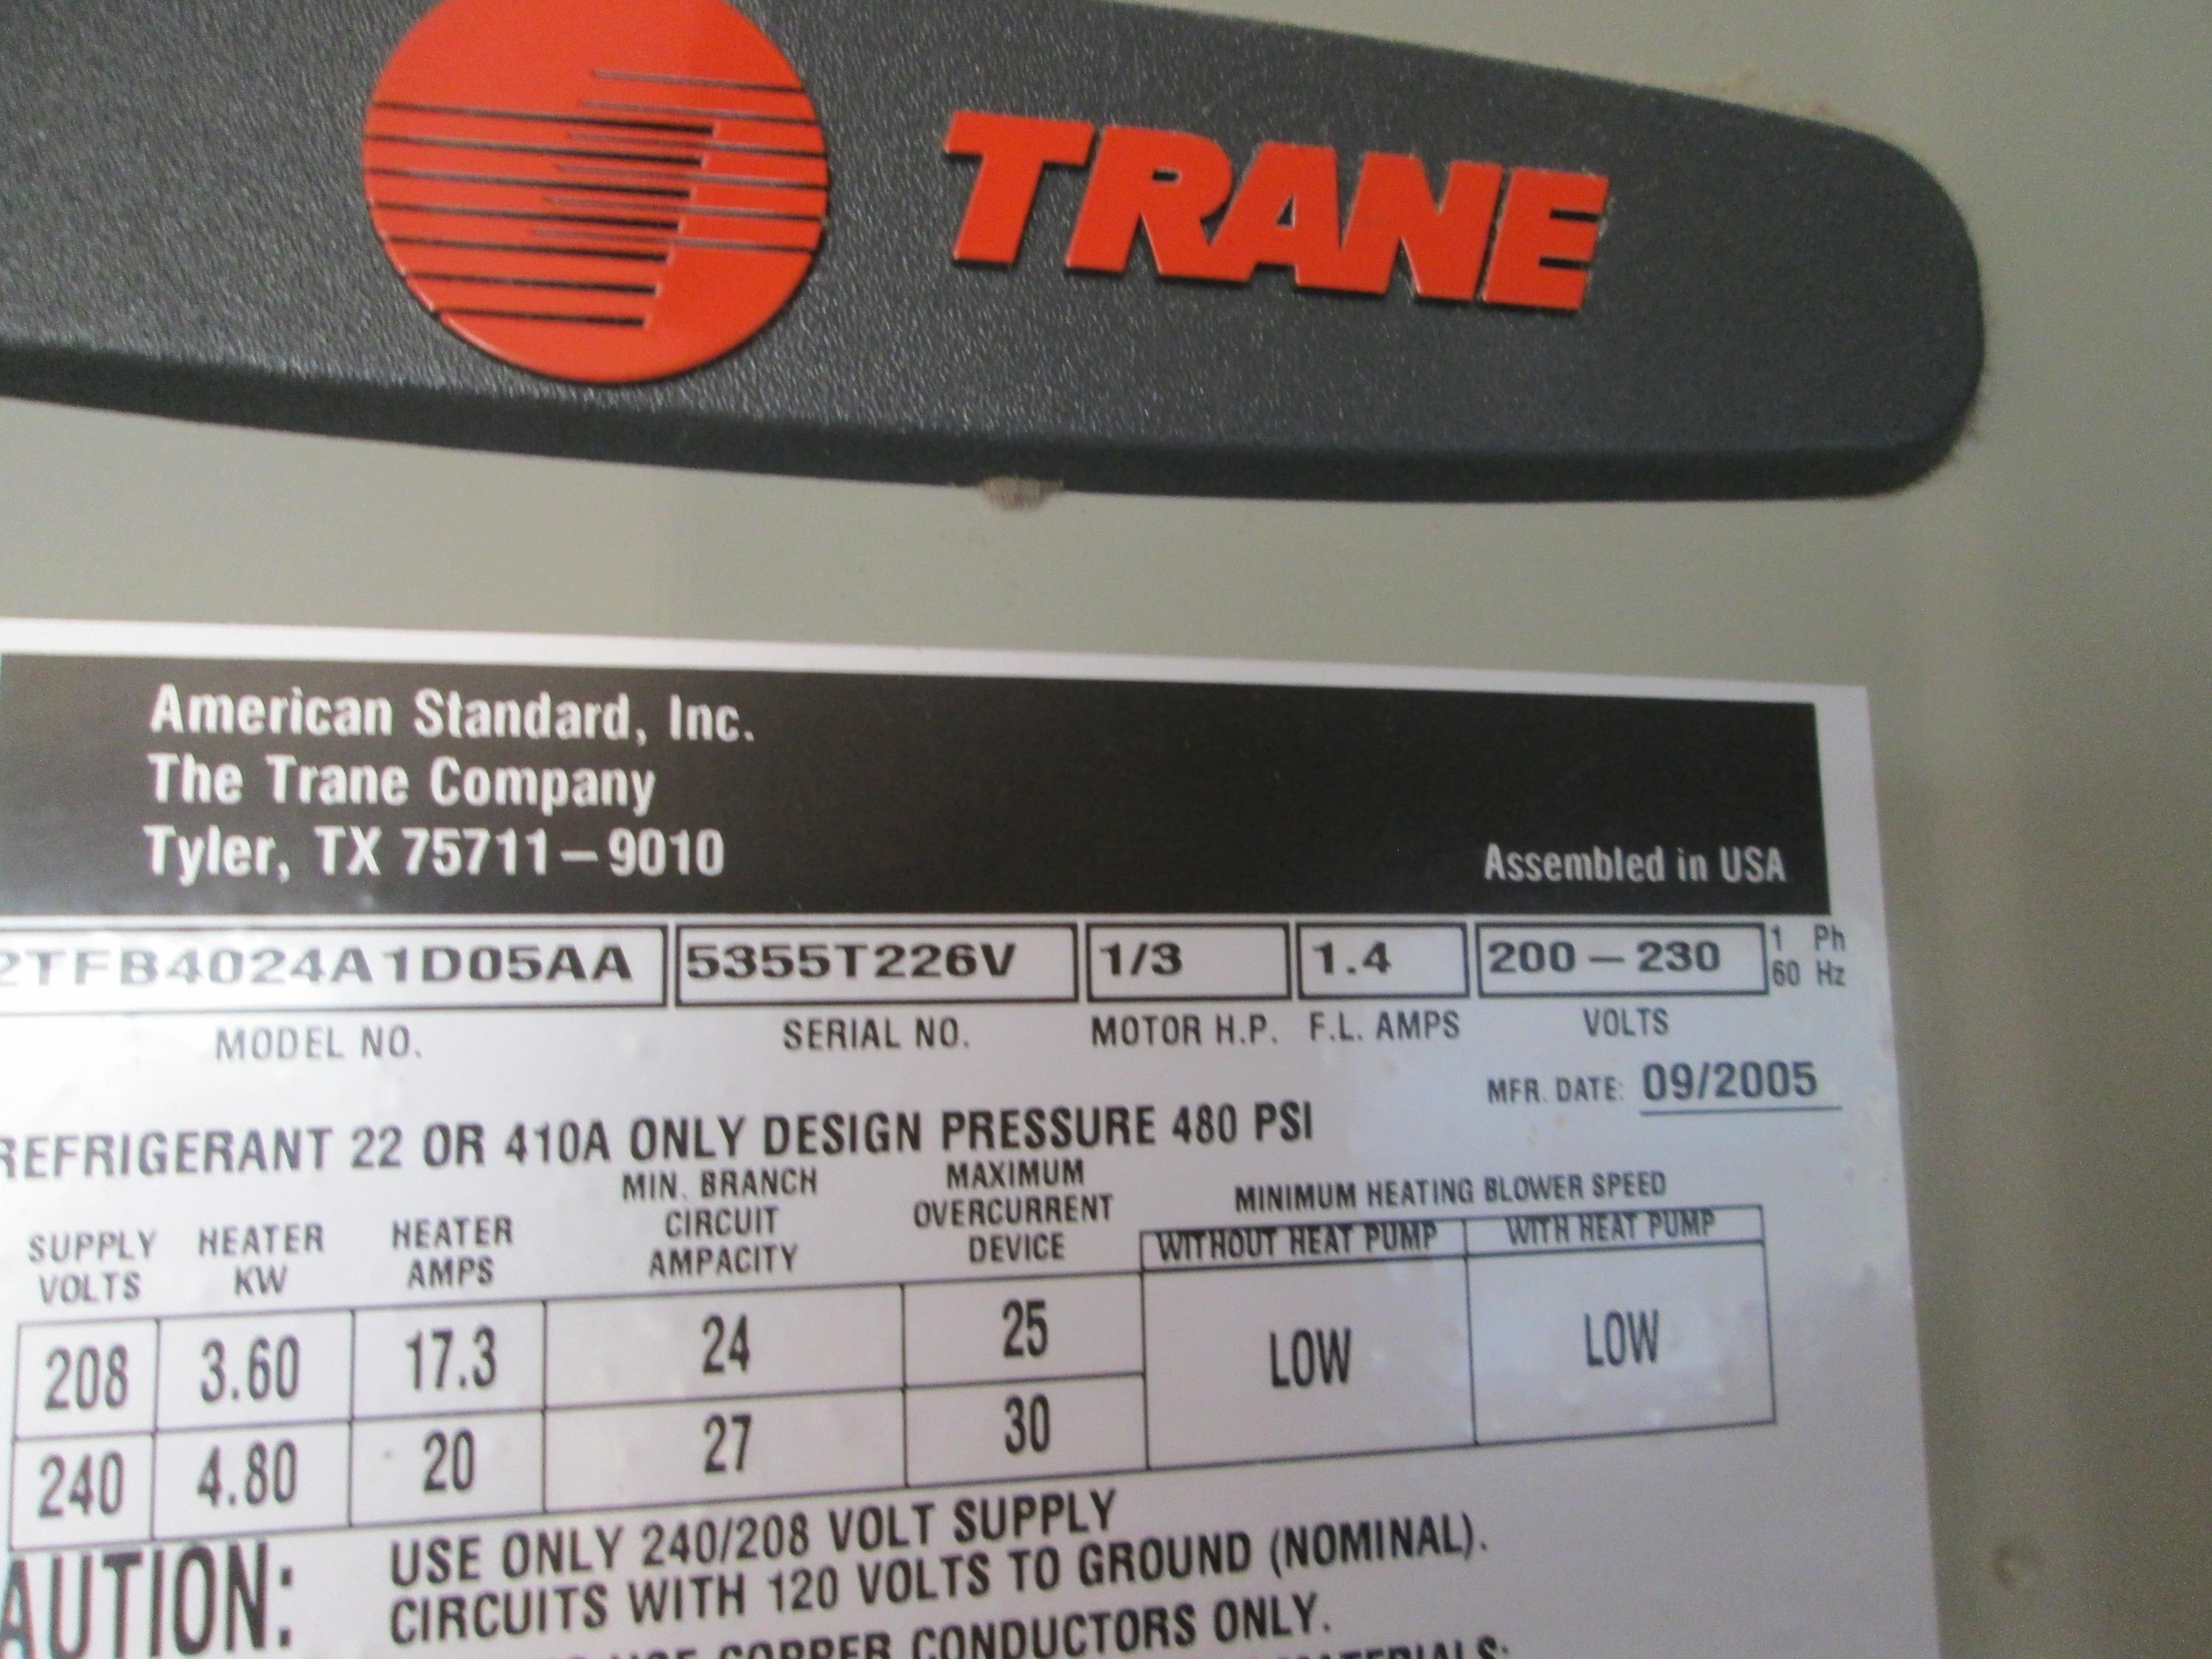 TRANE
American Standard, Inc.
The Trane Company
Tyler, TX 75711-9010
Assembled in USA
2TFB4024A1D05AA 5355T226V 1/3 1.4 200-230 1 Ph
60 Hz
MODEL NO. SERIAL NO. MOTOR H.P. F.L. AMPS VOLTS
MFR. DATE: 09/2005
REFRIGERANT 22 OR 410A ONLY DESIGN PRESSURE 480 PSI
SUPPLY VOLTS
HEATER KW
HEATER AMPS
MIN. BRANCH
CIRCUIT
AMPACITY
MAXIMUM
OVERCURRENT
DEVICE
MINIMUM HEATING BLOWER SPEED
WITHOUT HEAT PUMP WITH HEAT PUMP
208 3.60 17.3 24 25 LOW LOW
240 4.80 20 27 30
AUTION: USE ONLY 240/208 VOLT SUPPLY
CIRCUITS WITH 120 VOLTS TO GROUND (NOMINAL).
USE COPPER CONDUCTORS ONLY.